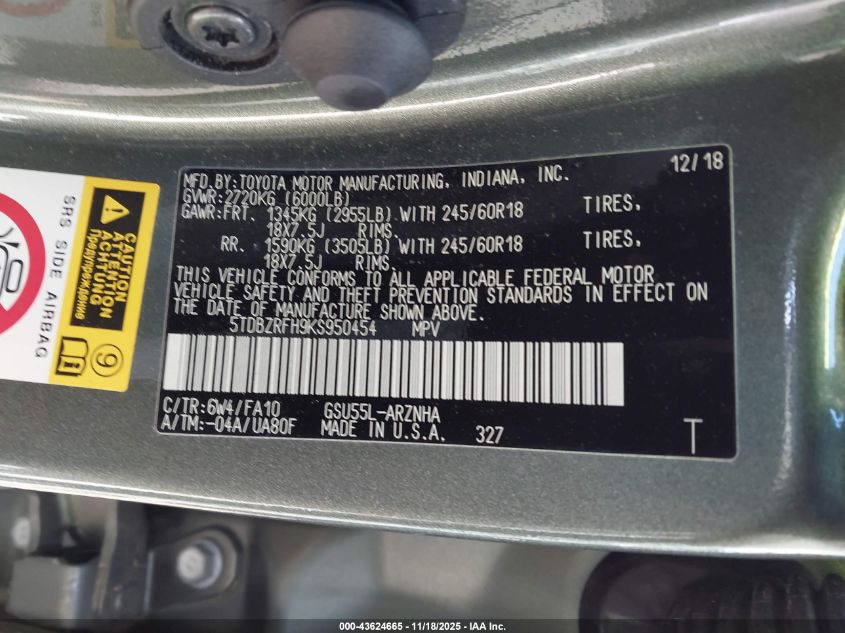 MFD.BY:TOYOTA MOTOR MANUFACTURING, INDIANA, INC. 12/18
GVWR:2720KG (6000LB)
GAWR:FRT. 1345KG (2955LB) WITH 245/60R18 TIRES,
18X7.5J RIMS.
RR. 1590KG (3505LB) WITH 245/60R18 TIRES,
18X7.5J RIMS.
THIS VEHICLE CONFORMS TO ALL APPLICABLE FEDERAL MOTOR
VEHICLE SAFETY AND THEFT PREVENTION STANDARDS IN EFFECT ON
THE DATE OF MANUFACTURE SHOWN ABOVE.
5TDBZRFH9KS950454 MPV
C/TR:6W4/FA10 GSU55L-ARZNHA
A/TM:-04A/UA80F MADE IN U.S.A. 327
T
SRS SIDE AIRBAG
CAUTION
ATTENTION
ACHTUNG
Предупреждение
9
000-43624665 - 11/18/2025 - IAA Inc.